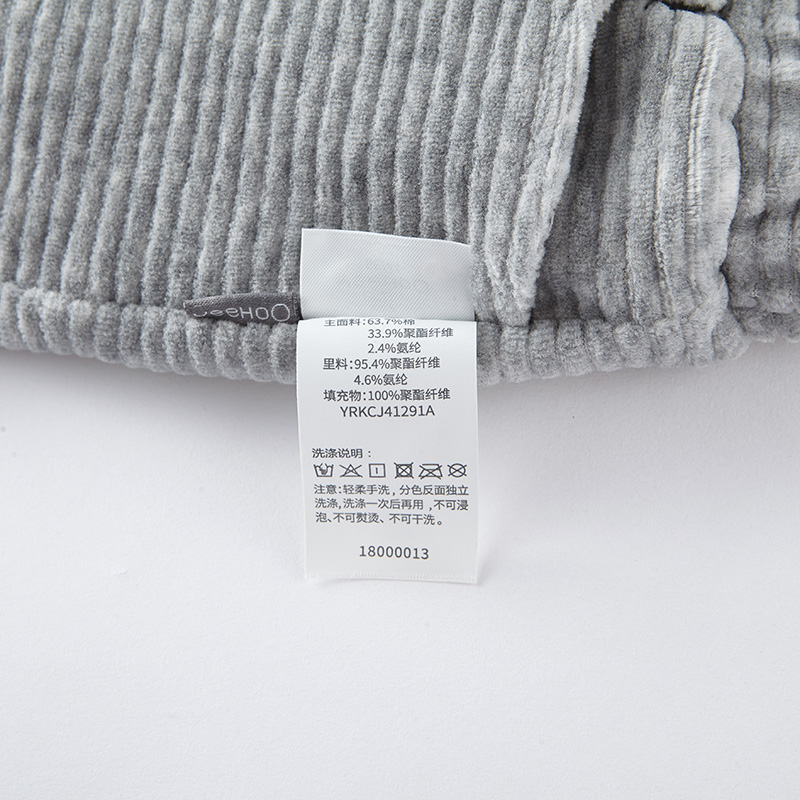 BeeHOO
主面料:63.7%棉
33.9%聚酯纤维
2.4%氨纶
里料:95.4%聚酯纤维
4.6%氨纶
填充物:100%聚酯纤维
YRKCJ41291A
洗涤说明:
注意:轻柔手洗,分色反面独立
洗涤,洗涤一次后再用,不可浸
泡、不可熨烫、不可干洗。
18000013